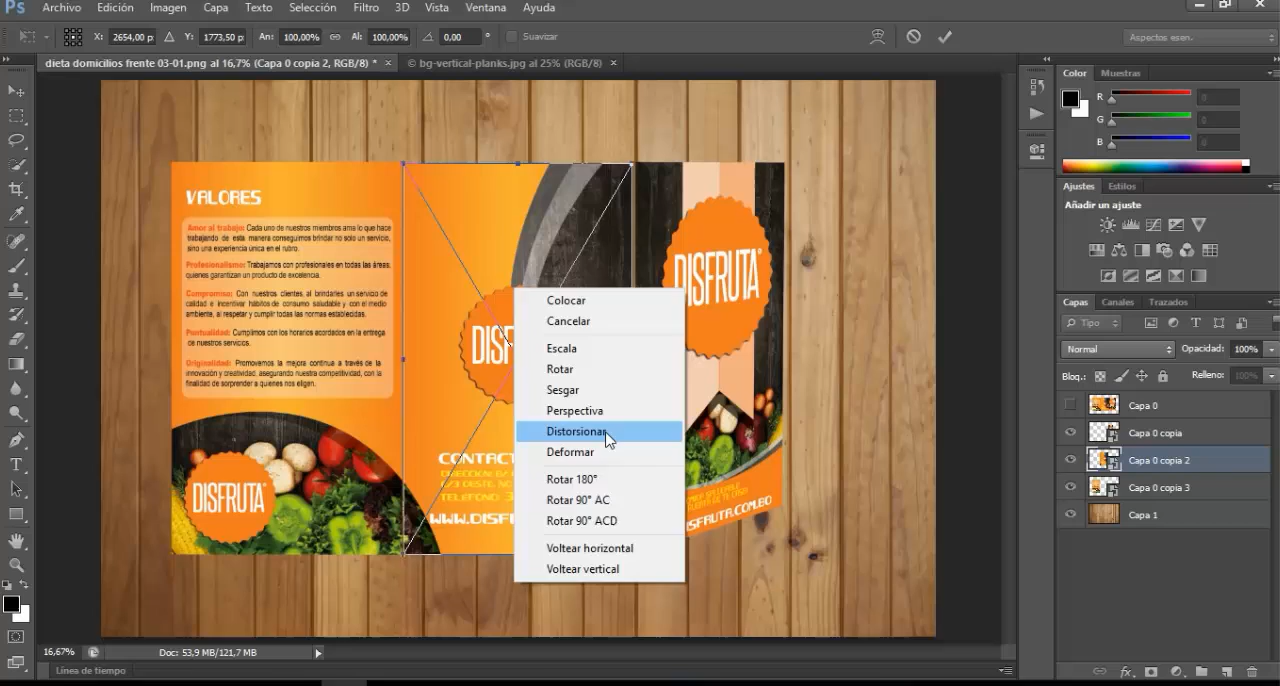 Ps Archivo Edición Imagen Capa Texto Selección Filtro 3D Vista Ventana Ayuda
X: 2654,00 p Y: 1773,50 p An: 100,00% Al: 100,00% 0,00 ° Suavizar Aspectos esen.
dieta domicilios frente 03-01.png al 16,7% (Capa 0 copia 2, RGB/8) * × © bg-vertical-planks.jpg al 25% (RGB/8) ×
VALORES
Amor al trabajo: Cada uno de nuestros miembros ama lo que hace
trabajando de esta manera conseguimos brindar no solo un servicio,
sino una experiencia única en el rubro.
Profesionalismo: Trabajamos con profesionales en todas las áreas,
quienes garantizan un producto de excelencia.
Compromiso: Con nuestros clientes, al brindarles un servicio de
calidad e incentivar hábitos de consumo saludable y con el medio
ambiente, al respetar y cumplir todas las normas establecidas.
Puntualidad: Cumplimos con los horarios acordados en la entrega
de nuestros servicios.
Originalidad: Promovemos la mejora continua a través de la
innovación y creatividad, asegurando nuestra competitividad, con la
finalidad de sorprender a quienes nos eligen.
DISFRUTA
DIS
CONTAC
TELEFONO: 3
WWW.DISF
DISFRUTA
ISFRUTA.COM.BO
Colocar
Cancelar
Escala
Rotar
Sesgar
Perspectiva
Distorsionar
Deformar
Rotar 180°
Rotar 90° AC
Rotar 90° ACD
Voltear horizontal
Voltear vertical
Color Muestras
R 0
G 0
B 0
Ajustes Estilos
Añadir un ajuste
Capas Canales Trazados
Tipo
Normal Opacidad: 100%
Bloq.: Relleno: 100%
Capa 0
Capa 0 copia
Capa 0 copia 2
Capa 0 copia 3
Capa 1
16,67% Doc: 53,9 MB/121,7 MB
Línea de tiempo